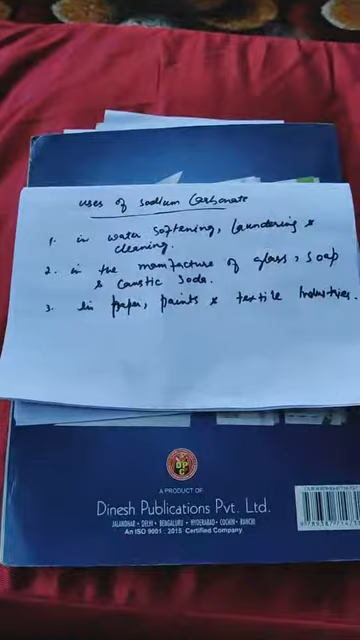 uses of sodium Carbonate
1. in water softening, laundering &
cleaning.
2. in the manufacture of glass, soap
& caustic soda.
3. in paper, paints & textile Industries.
DPC
A PRODUCT OF
Dinesh Publications Pvt. Ltd.
JALANDHAR • DELHI • BENGALURU • HYDERABAD • COCHIN • RANCHI
An ISO 9001 : 2015 Certified Company